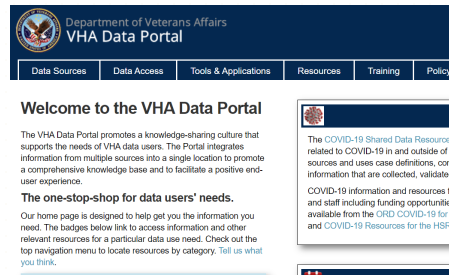 Department of Veterans Affairs
VHA Data Portal
Data Sources
Data Access
Tools & Applications
Resources
Training
Policy
Welcome to the VHA Data Portal
The VHA Data Portal promotes a knowledge-sharing culture that
supports the needs of VHA data users. The Portal integrates
information from multiple sources into a single location to promote
a comprehensive knowledge base and to facilitate a positive end-
user experience.
The one-stop-shop for data users' needs.
Our home page is designed to help get you the information you
need. The badges below link to access information and other
relevant resources for a particular data use need. Check out the
top navigation menu to locate resources by category. Tell us what
you think.
The COVID-19 Shared Data Resource
related to COVID-19 in and outside of
sources and uses case definitions, con
information that are collected, validate
COVID-19 information and resources f
and staff including funding opportunitie
available from the ORD COVID-19 for
and COVID-19 Resources for the HSR